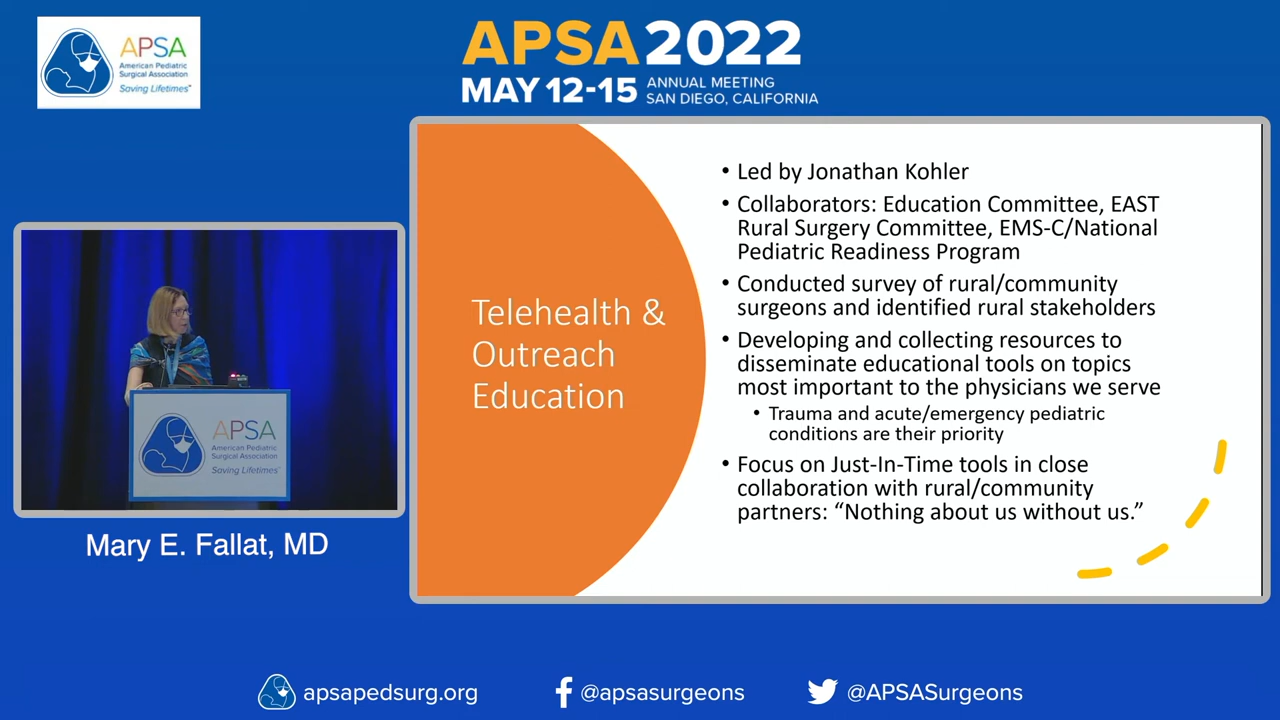 APSA
American Pediatric
Surgical Association
Saving Lifetimes™
APSA 2022
MAY 12-15 ANNUAL MEETING
SAN DIEGO, CALIFORNIA
Telehealth &
Outreach
Education
• Led by Jonathan Kohler
• Collaborators: Education Committee, EAST
Rural Surgery Committee, EMS-C/National
Pediatric Readiness Program
• Conducted survey of rural/community
surgeons and identified rural stakeholders
• Developing and collecting resources to
disseminate educational tools on topics
most important to the physicians we serve
• Trauma and acute/emergency pediatric
conditions are their priority
• Focus on Just-In-Time tools in close
collaboration with rural/community
partners: “Nothing about us without us.”
APSA
American Pediatric
Surgical Association
Saving Lifetimes™
Mary E. Fallat, MD
apsapedsurg.org
@apsasurgeons
@APSASurgeons